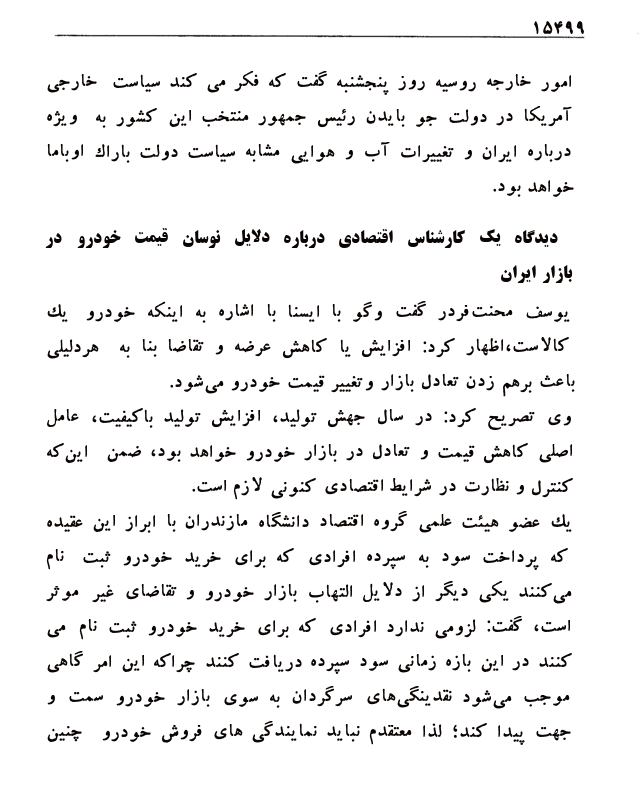 ۱۵۴۹۹
امور خارجه روسیه روز پنجشنبه گفت که فکر می کند سیاست خارجی
آمریکا در دولت جو بایدن رئیس جمهور منتخب این کشور به ویژه
درباره ایران و تغییرات آب و هوایی مشابه سیاست دولت باراك اوباما
خواهد بود.
دیدگاه یک کارشناس اقتصادی درباره دلایل نوسان قیمت خودرو در
بازار ایران
یوسف محنت‌فردر گفت وگو با ایسنا با اشاره به اینکه خودرو یك
کالاست،اظهار کرد: افزایش یا کاهش عرضه و تقاضا بنا به هردلیلی
باعث برهم زدن تعادل بازار وتغییر قیمت خودرو می‌شود.
وی تصریح کرد: در سال جهش تولید، افزایش تولید باکیفیت، عامل
اصلی کاهش قیمت و تعادل در بازار خودرو خواهد بود، ضمن این‌که
کنترل و نظارت در شرایط اقتصادی کنونی لازم است.
یك عضو هیئت علمی گروه اقتصاد دانشگاه مازندران با ابراز این عقیده
که پرداخت سود به سپرده افرادی که برای خرید خودرو ثبت نام
می‌کنند یکی دیگر از دلایل التهاب بازار خودرو و تقاضای غیر موثر
است، گفت: لزومی ندارد افرادی که برای خرید خودرو ثبت نام می
کنند در این بازه زمانی سود سپرده دریافت کنند چراکه این امر گاهی
موجب می‌شود نقدینگی‌های سرگردان به سوی بازار خودرو سمت و
جهت پیدا کند؛ لذا معتقدم نباید نمایندگی های فروش خودرو چنین